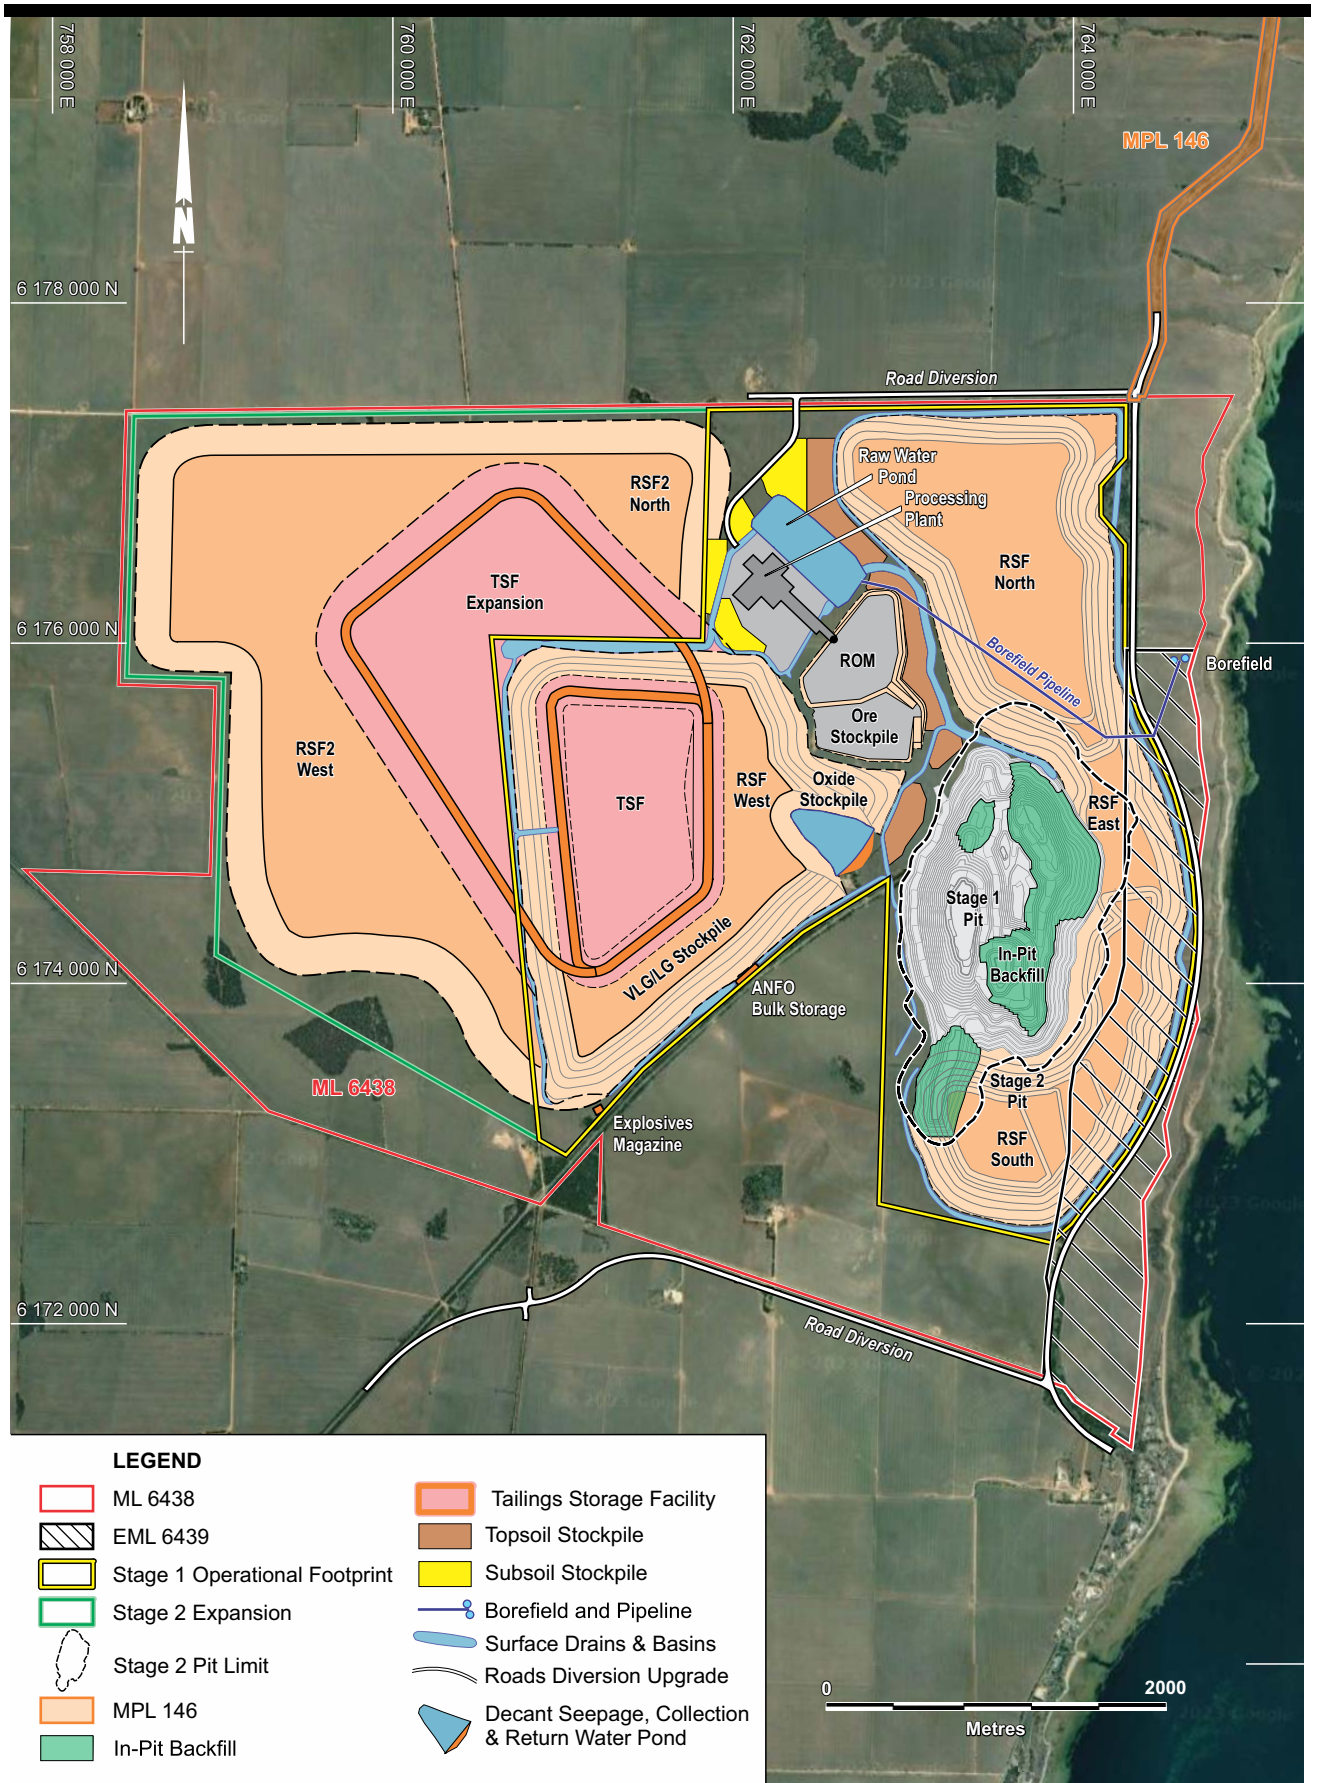 758 000 E
760 000 E
762 000 E
764 000 E
MPL 146
N
6 178 000 N
Road Diversion
RSF2
North
Raw Water
Pond
Processing
Plant
RSF
North
TSF
Expansion
6 176 000 N
Borefield Pipeline
Borefield
ROM
Ore
Stockpile
RSF2
West
TSF
RSF
West
Oxide
Stockpile
RSF
East
Stage 1
Pit
In-Pit
Backfill
VLG/LG Stockpile
6 174 000 N
ANFO
Bulk Storage
ML 6438
Stage 2
Pit
Explosives
Magazine
RSF
South
6 172 000 N
Road Diversion
LEGEND
ML 6438
EML 6439
Stage 1 Operational Footprint
Stage 2 Expansion
Stage 2 Pit Limit
MPL 146
In-Pit Backfill
Tailings Storage Facility
Topsoil Stockpile
Subsoil Stockpile
Borefield and Pipeline
Surface Drains & Basins
Roads Diversion Upgrade
Decant Seepage, Collection
& Return Water Pond
0 2000
Metres